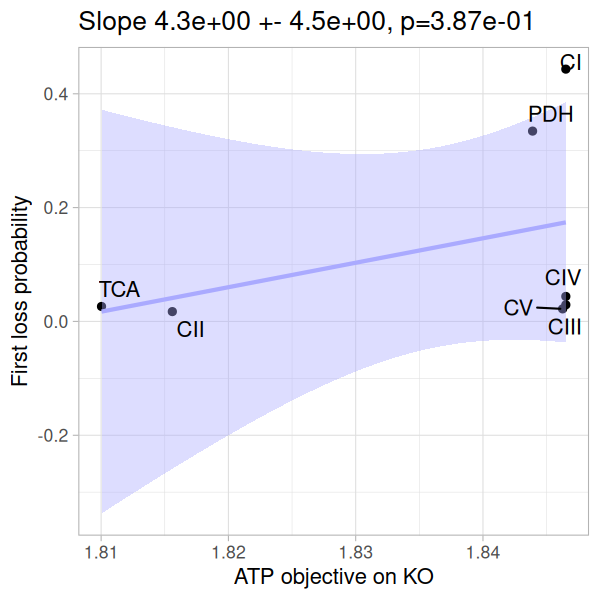 Slope 4.3e+00 +- 4.5e+00, p=3.87e-01
CI
PDH
TCA
CII
CIV
CV
CIII
0.4
0.2
0.0
-0.2
First loss probability
1.81
1.82
1.83
1.84
ATP objective on KO